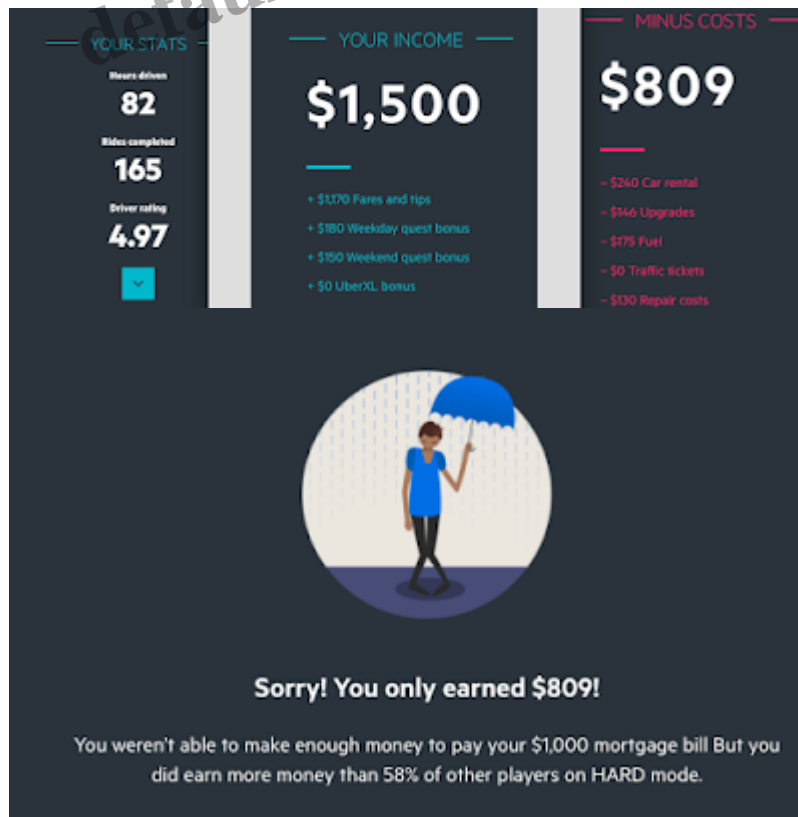 YOUR STATS
Hours driven
82
Rides completed
165
Driver rating
4.97
YOUR INCOME
$1,500
+ $1,170 Fares and tips
+ $180 Weekday quest bonus
+ $150 Weekend quest bonus
+ $0 UberXL bonus
MINUS COSTS
$809
– $240 Car rental
– $146 Upgrades
– $175 Fuel
– $0 Traffic tickets
– $130 Repair costs
Sorry! You only earned $809!
You weren't able to make enough money to pay your $1,000 mortgage bill But you
did earn more money than 58% of other players on HARD mode.